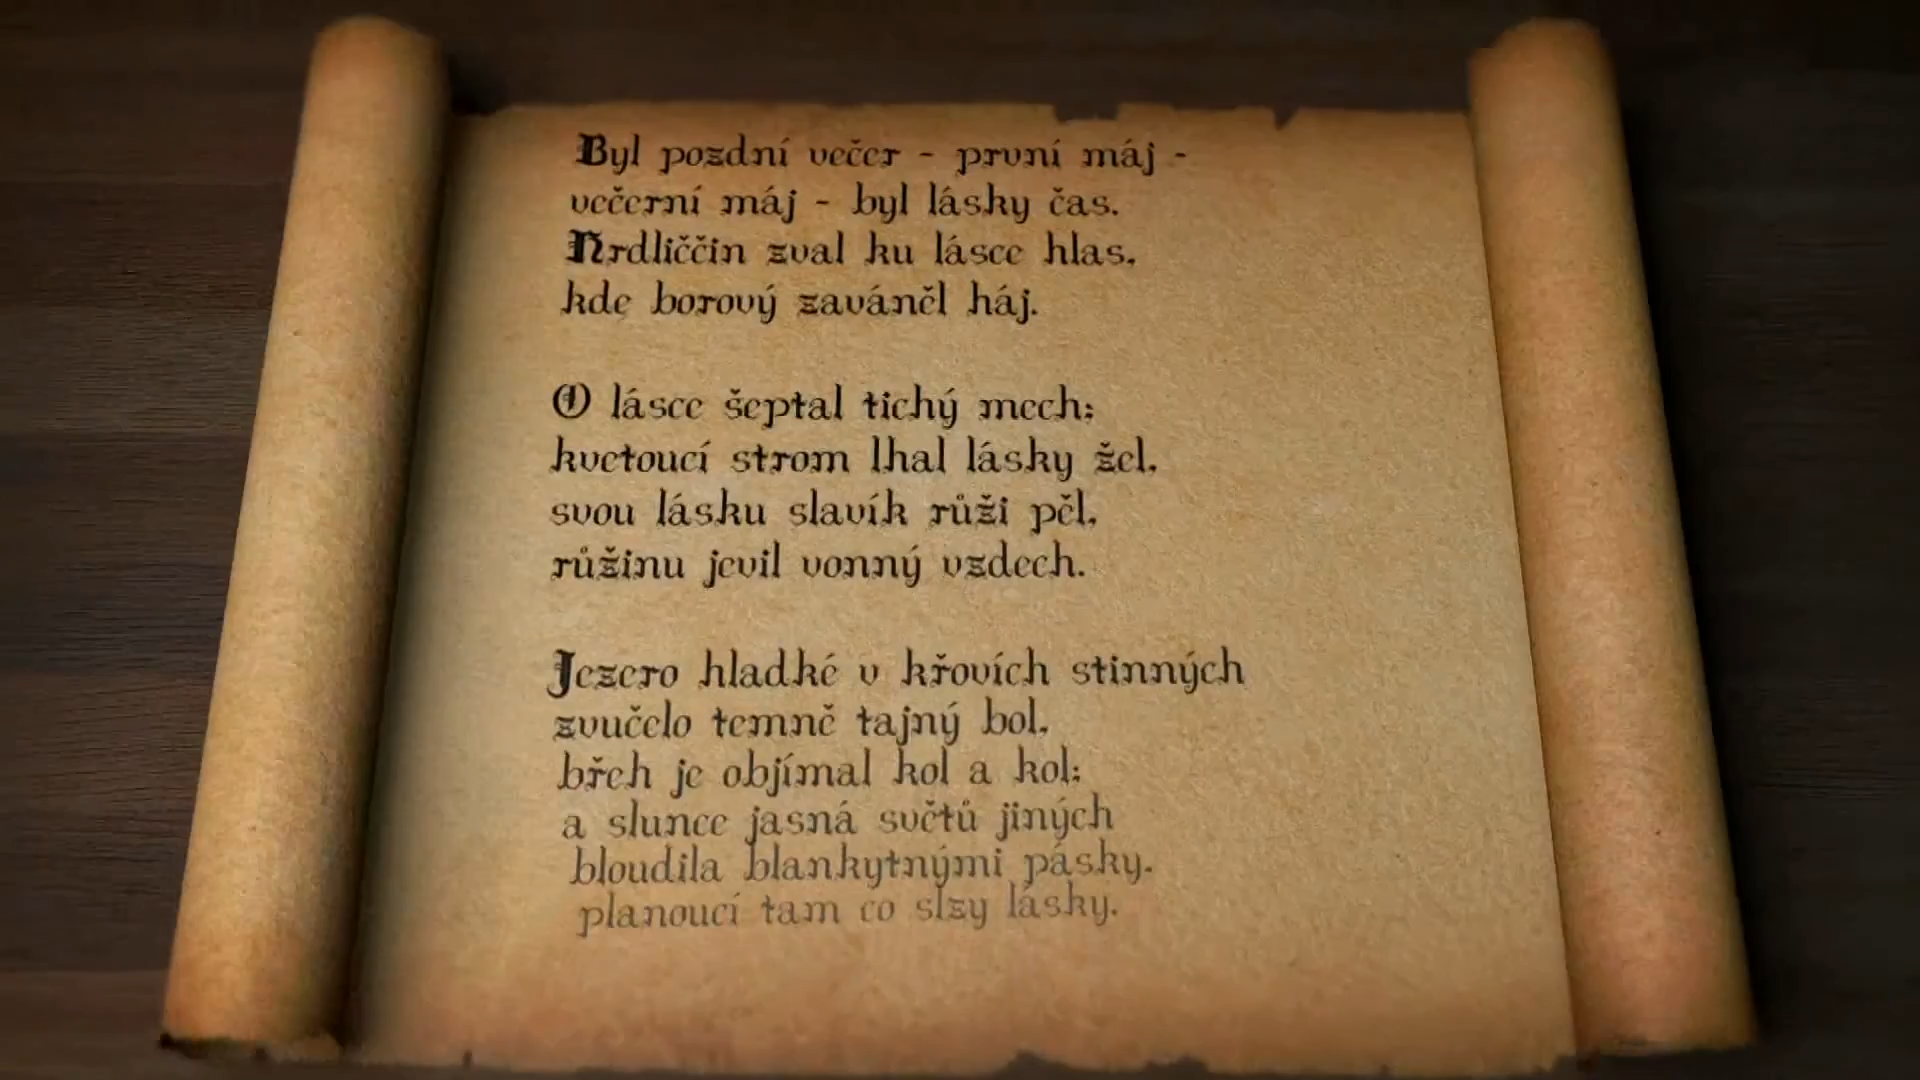 Byl pozdní večer - první máj -
večerní máj - byl lásky čas.
Hrdliččin zval ku lásce hlas,
kde borový zaváněl háj.
O lásce šeptal tichý mech;
kvetoucí strom lhal lásky žel,
svou lásku slavík růži pěl,
růžinu jevil vonný vzdech.
Jezero hladké v křovích stinných
zvučelo temně tajný bol,
břeh je objímal kol a kol;
a slunce jasná světů jiných
bloudila blankytnými pásky,
planoucí tam co slzy lásky.